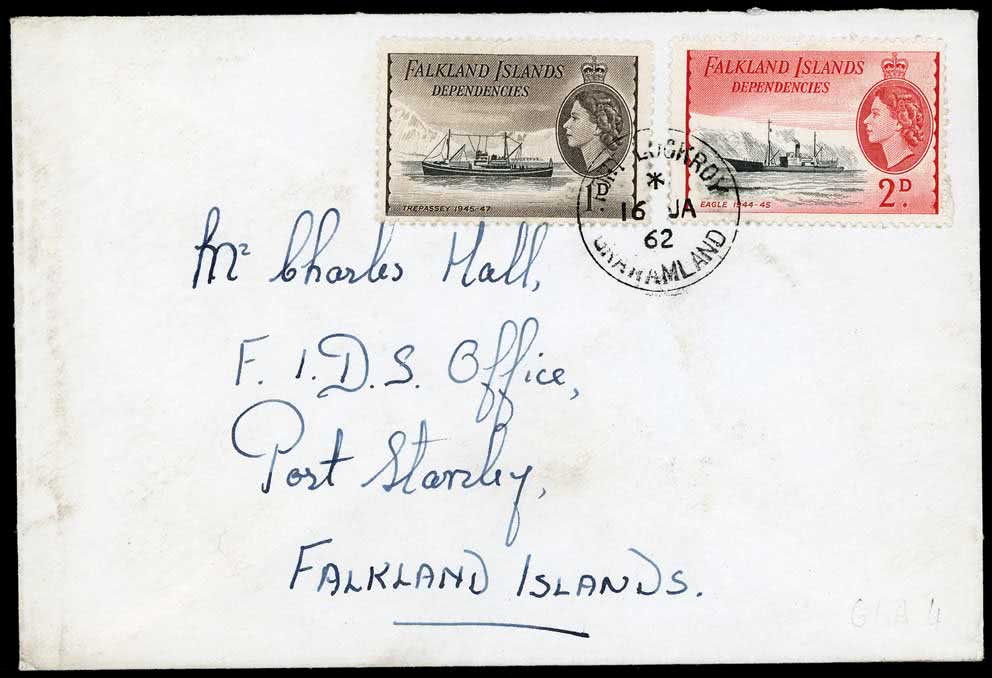 FALKLAND ISLANDS
DEPENDENCIES
1D.
TREPASSEY 1945-47
FALKLAND ISLANDS
DEPENDENCIES
2D.
EAGLE 1944-45
LOCKROY
*
16 JA
62
GRAHAMLAND
Mr Charles Hall,
F. I. D. S. Office,
Port Stanley,
FALKLAND ISLANDS.